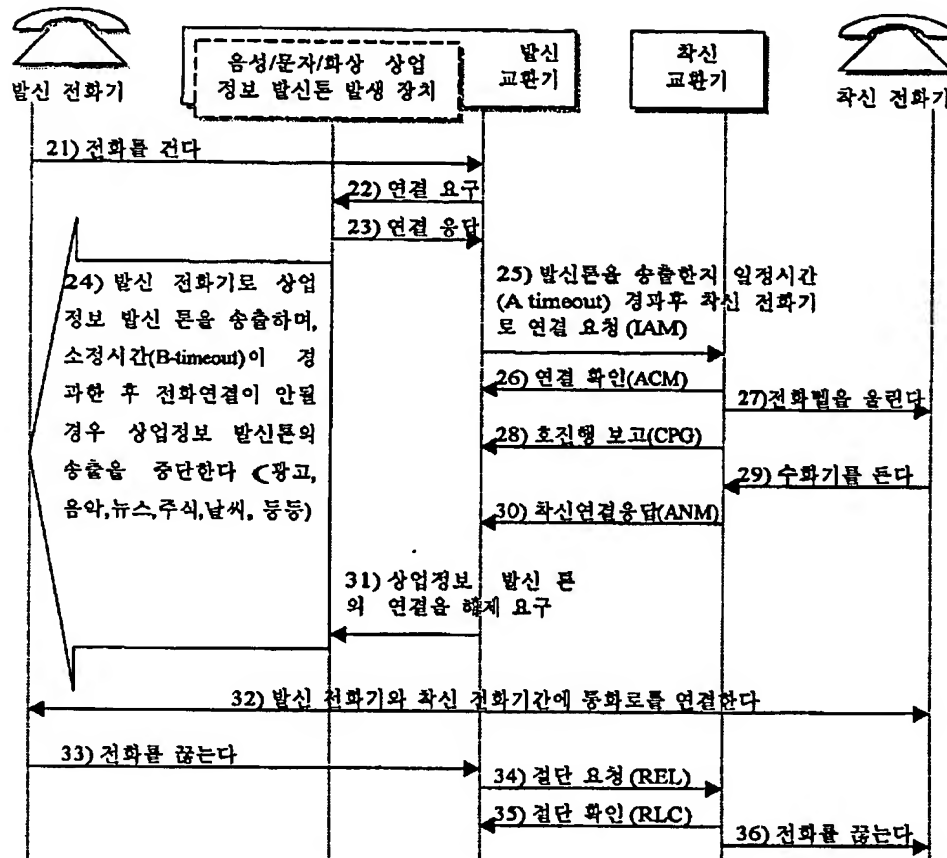 발신 전화기
음성/문자/화상 상업
정보 발신톤 발생 장치
발신
교환기
착신
교환기
착신 전화기
21) 전화를 건다
22) 연결 요구
23) 연결 응답
24) 발신 전화기로 상업
정보 발신 톤을 송출하며,
소정시간(B-timeout)이 경
과한 후 전화연결이 안될
경우 상업정보 발신톤의
송출을 중단한다 (광고,
음악,뉴스,주식,날씨, 등등)
25) 발신톤을 송출한지 일정시간
(A timeout) 경과후 착신 전화기
로 연결 요청 (IAM)
26) 연결 확인(ACM)
27)전화벨을 울린다
28) 호진행 보고(CPG)
29) 수화기를 든다
30) 착신연결응답(ANM)
31) 상업정보 발신 톤
의 연결을 해제 요구
32) 발신 전화기와 착신 전화기간에 통화로를 연결한다
33) 전화를 끊는다
34) 절단 요청 (REL)
35) 절단 확인 (RLC)
36) 전화를 끊는다